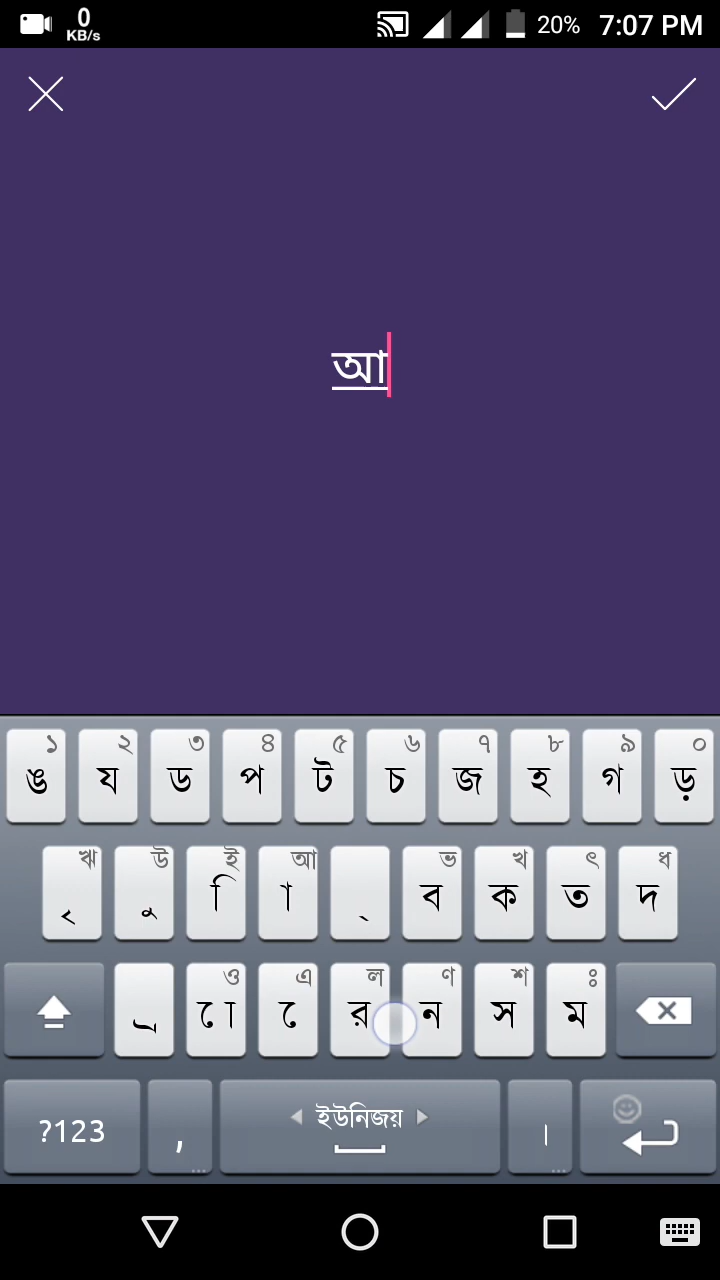 0
KB/s
20%
7:07 PM
আ
১ ২ ৩ ৪ ৫ ৬ ৭ ৮ ৯ ০
ঙ য ড প ট চ জ হ গ ড়
ঋ উ ই আ ভ খ ৎ ধ
ৃ ু ি া ্ ব ক ত দ
ও এ ল ণ শ ঃ
ূ ো ে র ন স ম
?123 , ইউনিজয় ।